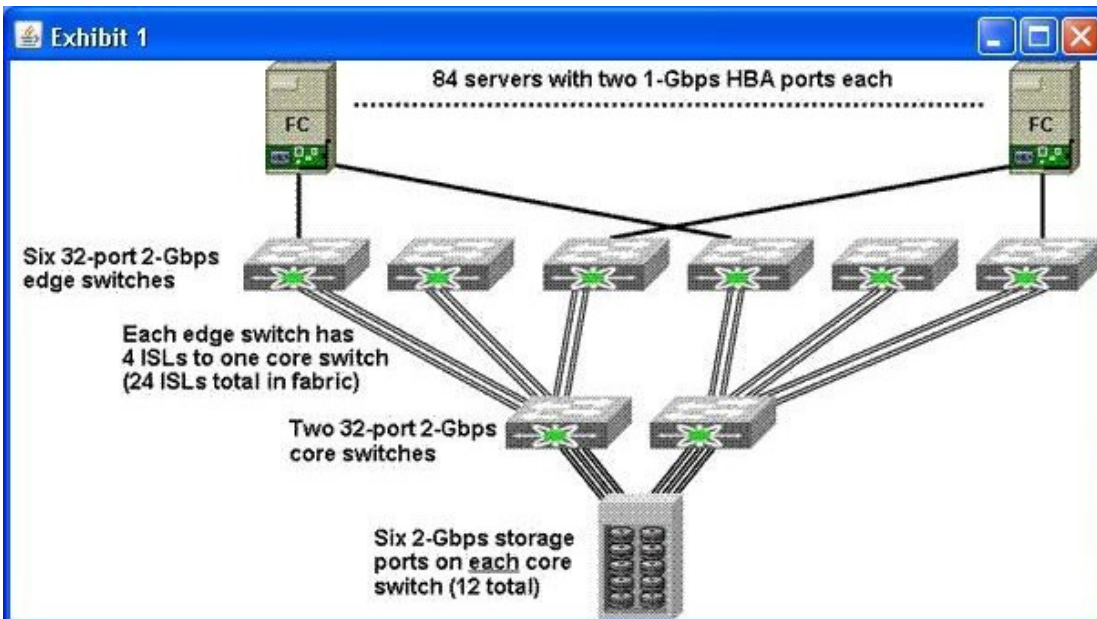 Exhibit 1
84 servers with two 1-Gbps HBA ports each
FC
FC
Six 32-port 2-Gbps
edge switches
Each edge switch has
4 ISLs to one core switch
(24 ISLs total in fabric)
Two 32-port 2-Gbps
core switches
Six 2-Gbps storage
ports on each core
switch (12 total)